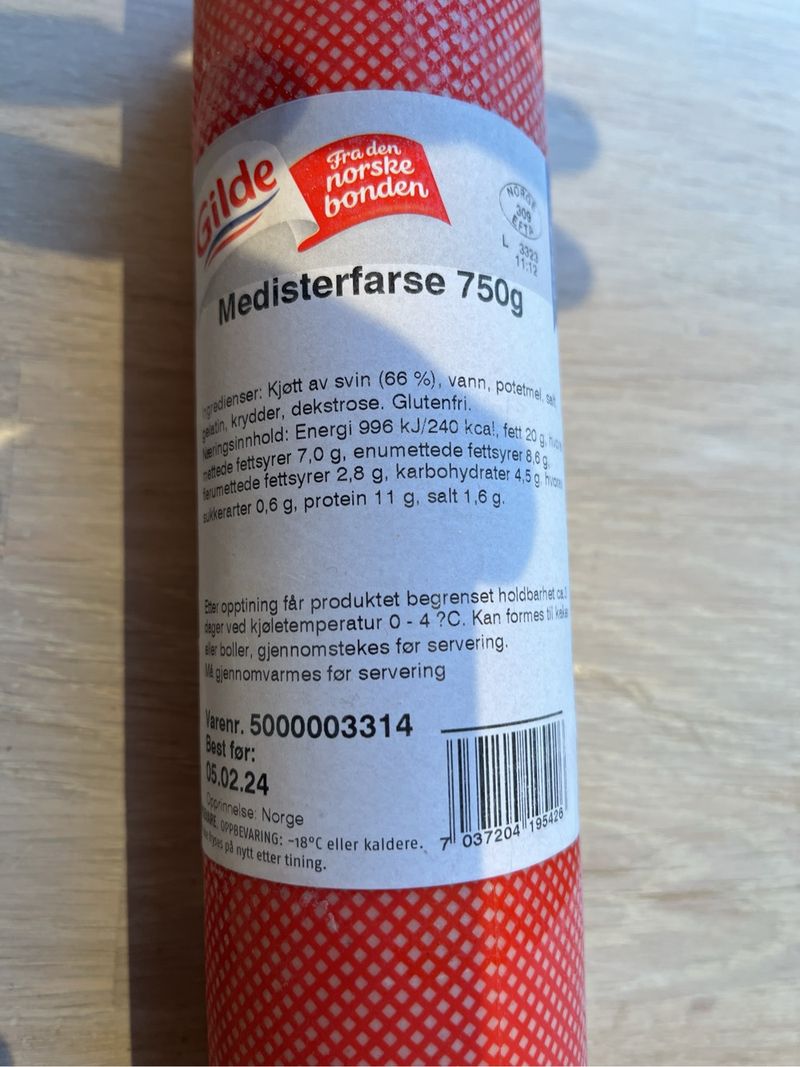 Gilde
Fra den
norske
bonden
NORGE
309
EFTA
L 3323
11:12
Medisterfarse 750g
Ingredienser: Kjøtt av svin (66 %), vann, potetmel, salt
gelatin, krydder, dekstrose. Glutenfri.
Næringsinnhold: Energi 996 kJ/240 kcal, fett 20 g,
mettede fettsyrer 7,0 g, enumettede fettsyrer 8,6 g,
flerumettede fettsyrer 2,8 g, karbohydrater 4,5 g,
sukkerarter 0,6 g, protein 11 g, salt 1,6 g.
Etter opptining får produktet begrenset holdbarhet ca.
dager ved kjøletemperatur 0 - 4 ?C. Kan formes til
eller boller, gjennomstekes før servering.
Må gjennomvarmes før servering
Varenr. 5000003314
Best før:
05.02.24
Opprinnelse: Norge
OPPBEVARING: -18°C eller kaldere.
fryses på nytt etter tining.
7 037204 195426